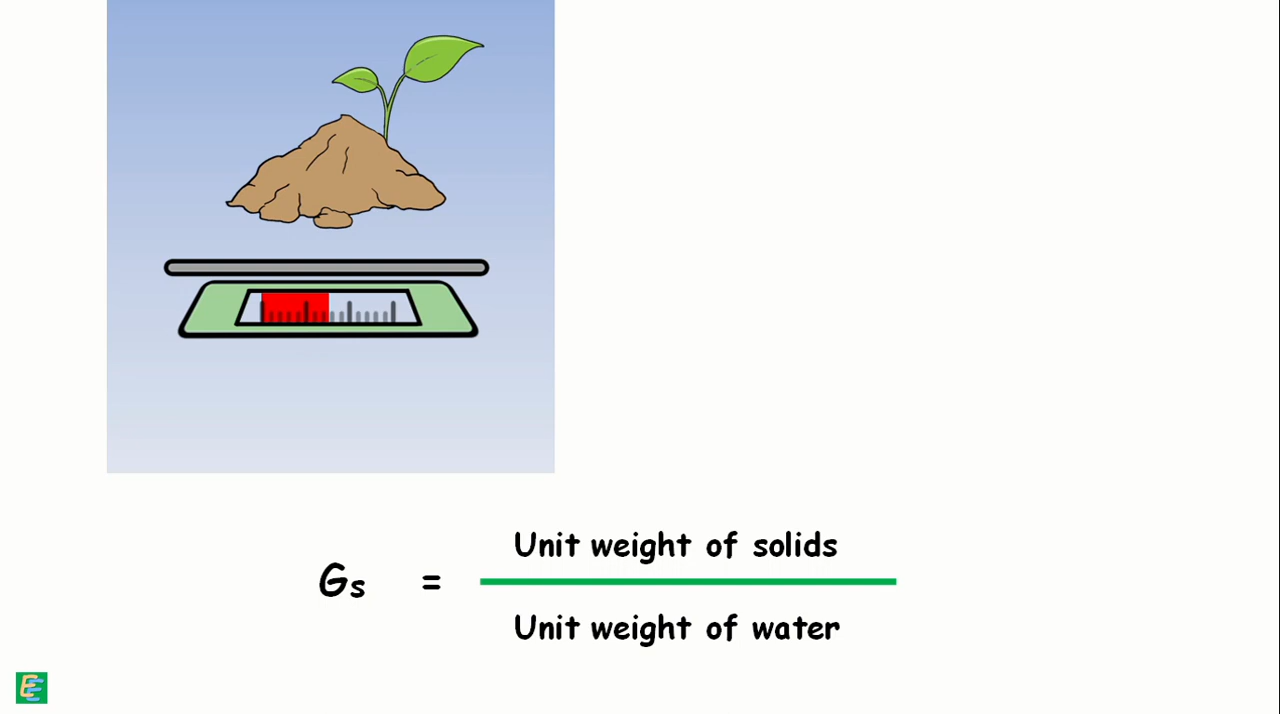 Unit weight of solids
Gs =
Unit weight of water